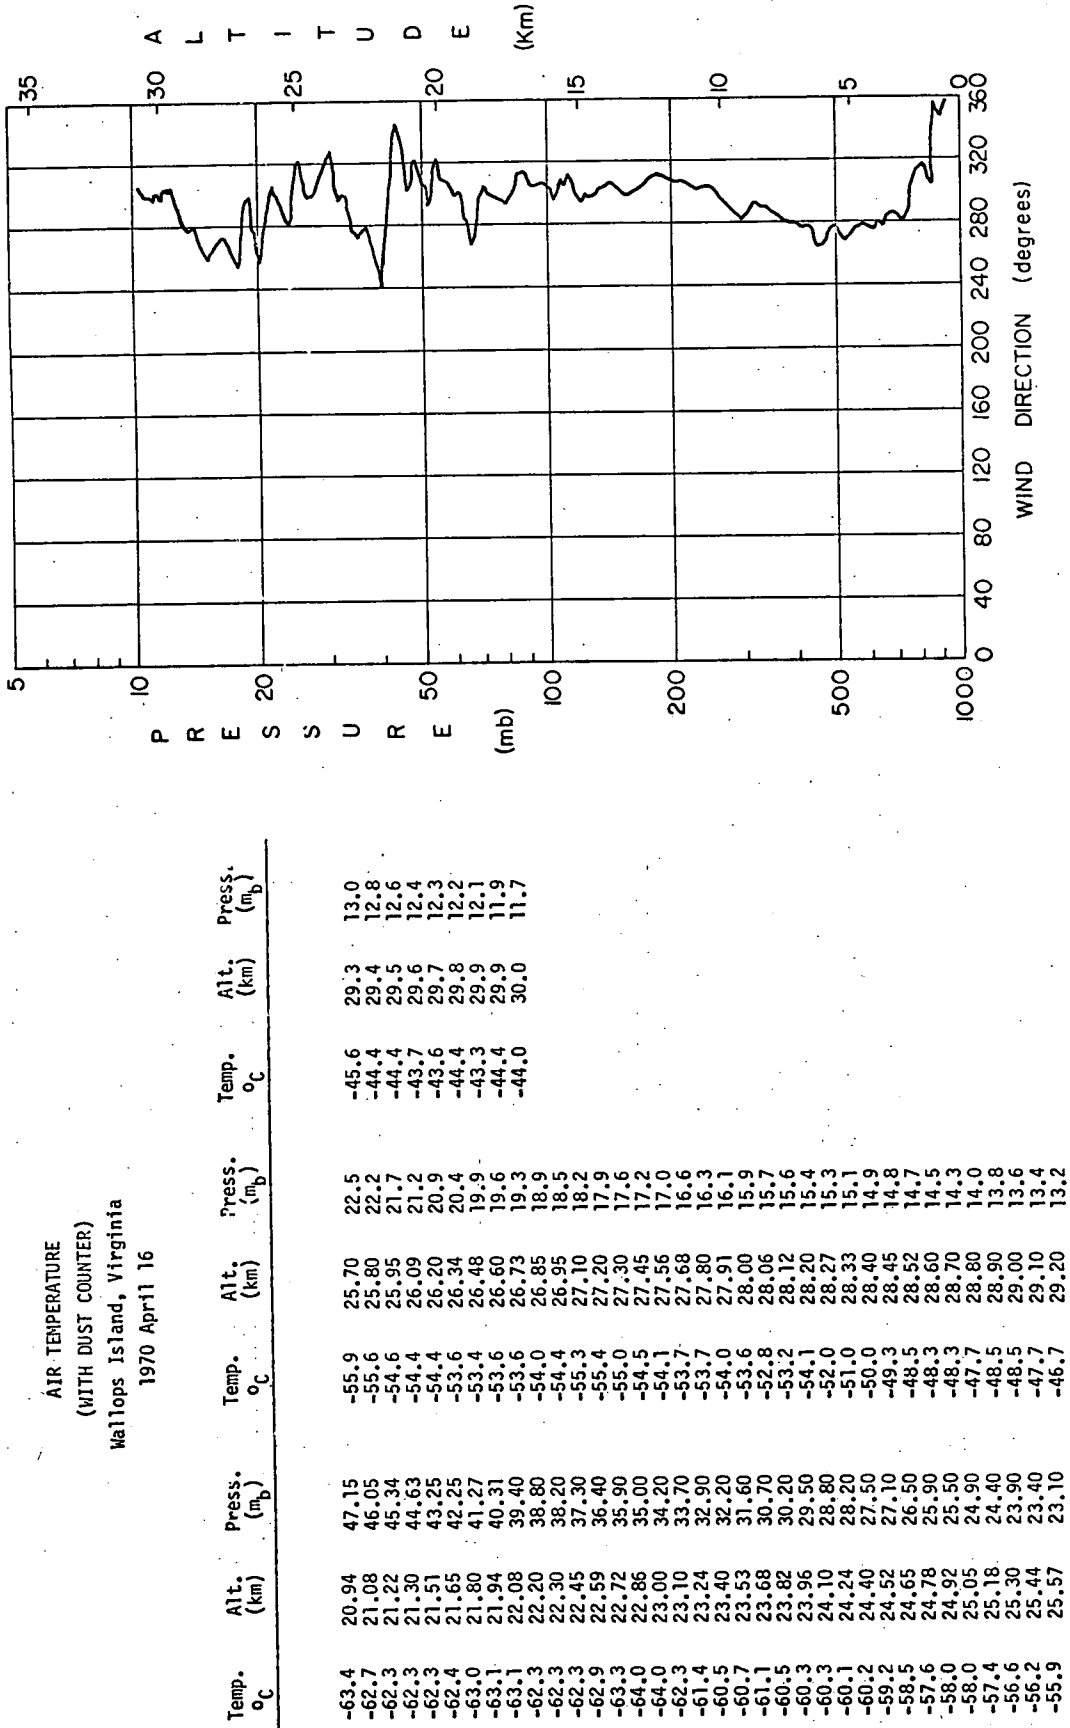 AIR TEMPERATURE
(WITH DUST COUNTER)
Wallops Island, Virginia
1970 April 16
Temp. Alt. Press. Temp. Alt. Press. Temp. Alt. Press.
oC (km) (mb) oC (km) (mb) oC (km) (mb)
-63.4 20.94 47.15 -55.9 25.70 22.5 -45.6 29.3 13.0
-62.7 21.08 46.05 -55.6 25.80 22.2 -44.4 29.4 12.8
-62.3 21.22 45.34 -54.6 25.95 21.7 -44.4 29.5 12.6
-62.3 21.30 44.63 -54.4 26.09 21.2 -43.7 29.6 12.4
-62.3 21.51 43.25 -54.4 26.20 20.9 -43.6 29.7 12.3
-62.4 21.65 42.25 -53.6 26.34 20.4 -44.4 29.8 12.2
-63.0 21.80 41.27 -53.4 26.48 19.9 -43.3 29.9 12.1
-63.1 21.94 40.31 -53.6 26.60 19.6 -44.4 29.9 11.9
-63.1 22.08 39.40 -53.6 26.73 19.3 -44.0 30.0 11.7
-62.3 22.20 38.80 -54.0 26.85 18.9
-62.3 22.30 38.20 -54.4 26.95 18.5
-62.3 22.45 37.30 -55.3 27.10 18.2
-62.9 22.59 36.40 -55.4 27.20 17.9
-63.3 22.72 35.90 -55.0 27.30 17.6
-64.0 22.86 35.00 -54.5 27.45 17.2
-64.0 23.00 34.20 -54.1 27.56 17.0
-62.3 23.10 33.70 -53.7 27.68 16.6
-61.4 23.24 32.90 -53.7 27.80 16.3
-60.5 23.40 32.20 -54.0 27.91 16.1
-60.7 23.53 31.60 -53.6 28.00 15.9
-61.1 23.68 30.70 -52.8 28.06 15.7
-60.5 23.82 30.20 -53.2 28.12 15.6
-60.3 23.96 29.50 -54.1 28.20 15.4
-60.3 24.10 28.80 -52.0 28.27 15.3
-60.1 24.24 28.20 -51.0 28.33 15.1
-60.2 24.40 27.50 -50.0 28.40 14.9
-59.2 24.52 27.10 -49.3 28.45 14.8
-58.5 24.65 26.50 -48.5 28.52 14.7
-57.6 24.78 25.90 -48.3 28.60 14.5
-58.0 24.92 25.50 -48.3 28.70 14.3
-58.0 25.05 24.90 -47.7 28.80 14.0
-57.4 25.18 24.40 -48.5 28.90 13.8
-56.6 25.30 23.90 -48.5 29.00 13.6
-56.2 25.44 23.40 -47.7 29.10 13.4
-55.9 25.57 23.10 -46.7 29.20 13.2
PRESSURE
(mb)
5
10
20
50
100
200
500
1000
35
30
25
20
15
10
5
0
ALTITUDE
(Km)
0 40 80 120 160 200 240 280 320 360
WIND DIRECTION (degrees)